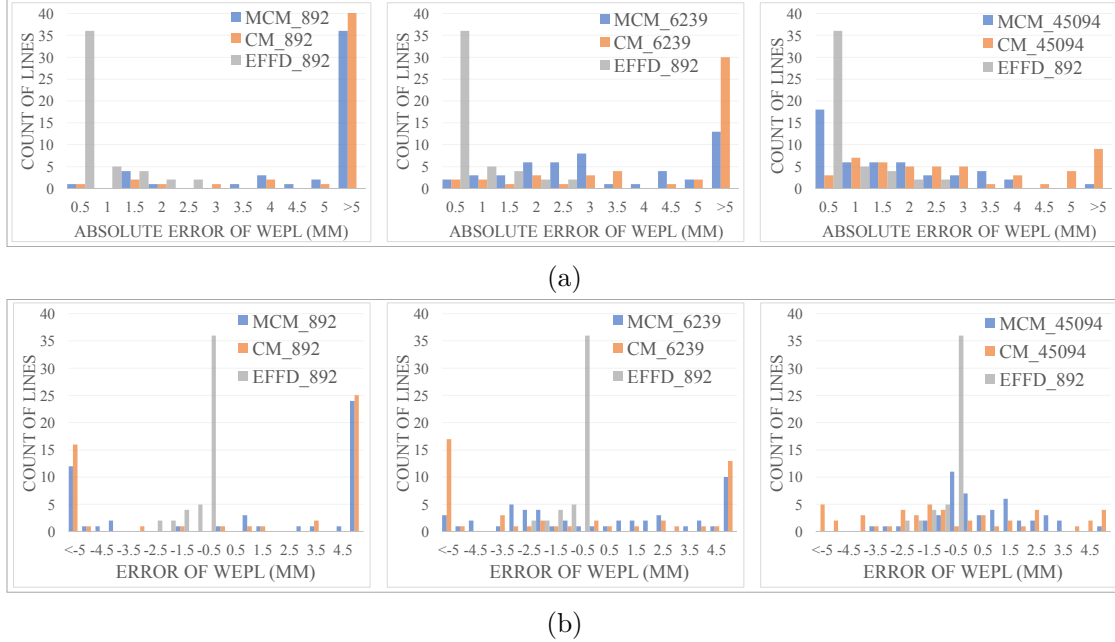 40
35
30
25
20
15
10
5
0
COUNT OF LINES
MCM_892
CM_892
EFFD_892
0.5 1 1.5 2 2.5 3 3.5 4 4.5 5 >5
ABSOLUTE ERROR OF WEPL (MM)
40
35
30
25
20
15
10
5
0
COUNT OF LINES
MCM_6239
CM_6239
EFFD_892
0.5 1 1.5 2 2.5 3 3.5 4 4.5 5 >5
ABSOLUTE ERROR OF WEPL (MM)
40
35
30
25
20
15
10
5
0
COUNT OF LINES
MCM_45094
CM_45094
EFFD_892
0.5 1 1.5 2 2.5 3 3.5 4 4.5 5 >5
ABSOLUTE ERROR OF WEPL (MM)
(a)
40
35
30
25
20
15
10
5
0
COUNT OF LINES
MCM_892
CM_892
EFFD_892
<-5 -4.5 -3.5 -2.5 -1.5 -0.5 0.5 1.5 2.5 3.5 4.5
ERROR OF WEPL (MM)
40
35
30
25
20
15
10
5
0
COUNT OF LINES
MCM_6239
CM_6239
EFFD_892
<-5 -4.5 -3.5 -2.5 -1.5 -0.5 0.5 1.5 2.5 3.5 4.5
ERROR OF WEPL (MM)
40
35
30
25
20
15
10
5
0
COUNT OF LINES
MCM_45094
CM_45094
EFFD_892
<-5 -4.5 -3.5 -2.5 -1.5 -0.5 0.5 1.5 2.5 3.5 4.5
ERROR OF WEPL (MM)
(b)